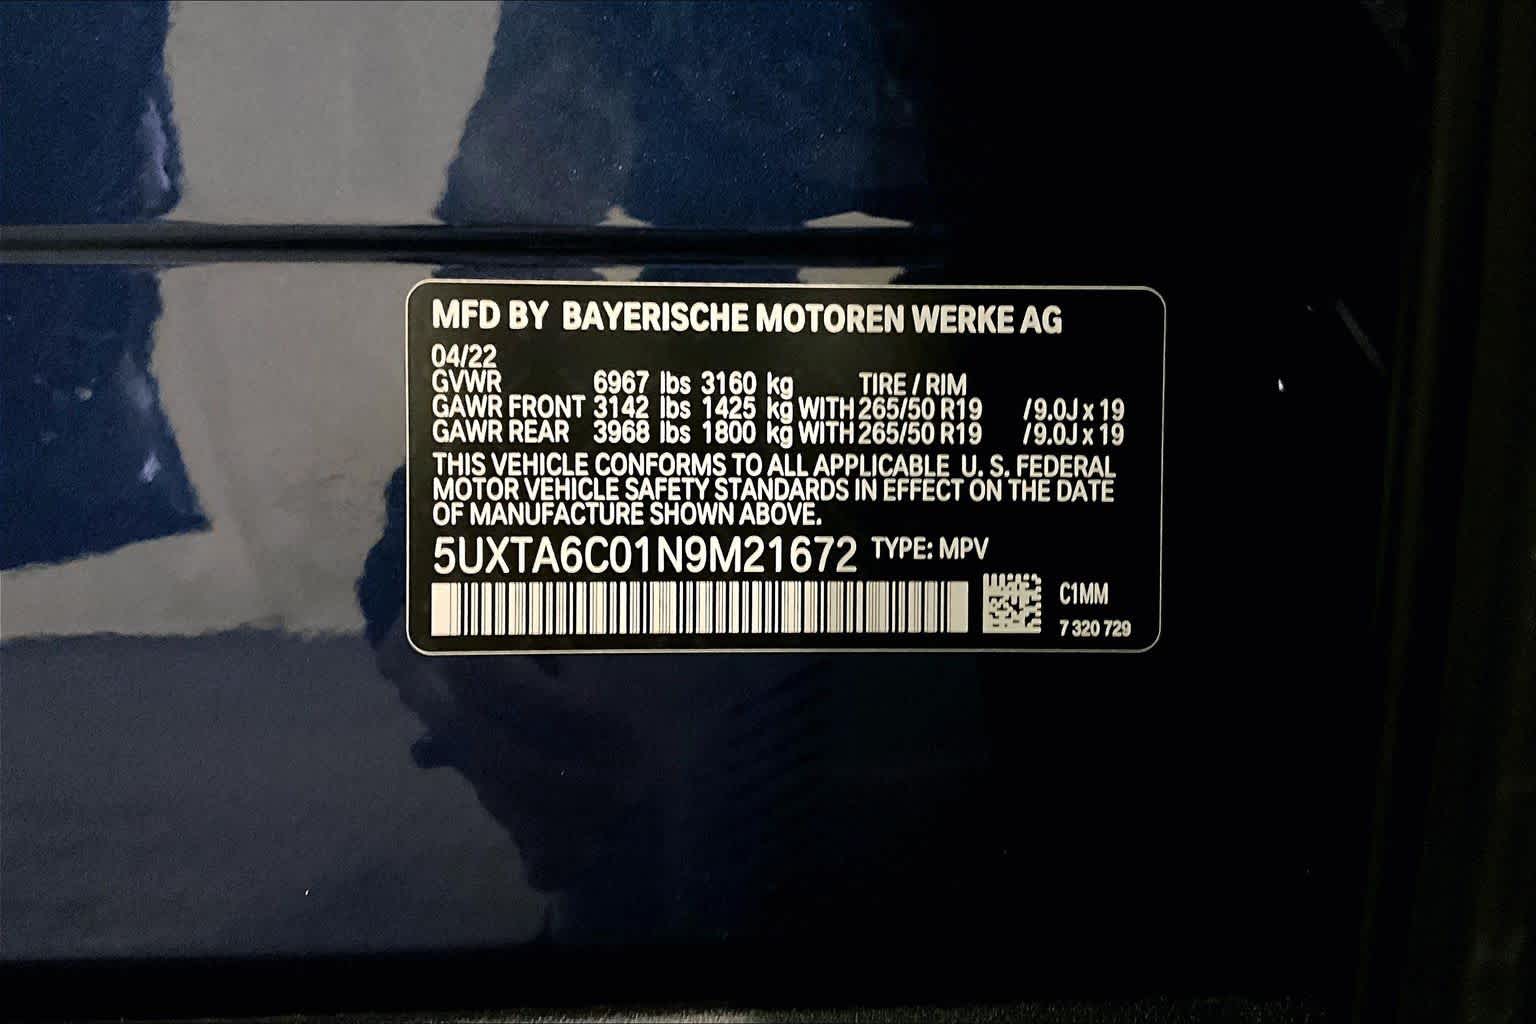 MFD BY BAYERISCHE MOTOREN WERKE AG
04/22
GVWR 6967 lbs 3160 kg TIRE / RIM
GAWR FRONT 3142 lbs 1425 kg WITH 265/50 R19 /9.0J x 19
GAWR REAR 3968 lbs 1800 kg WITH 265/50 R19 /9.0J x 19
THIS VEHICLE CONFORMS TO ALL APPLICABLE U. S. FEDERAL
MOTOR VEHICLE SAFETY STANDARDS IN EFFECT ON THE DATE
OF MANUFACTURE SHOWN ABOVE.
5UXTA6C01N9M21672 TYPE: MPV
C1MM
7 320 729